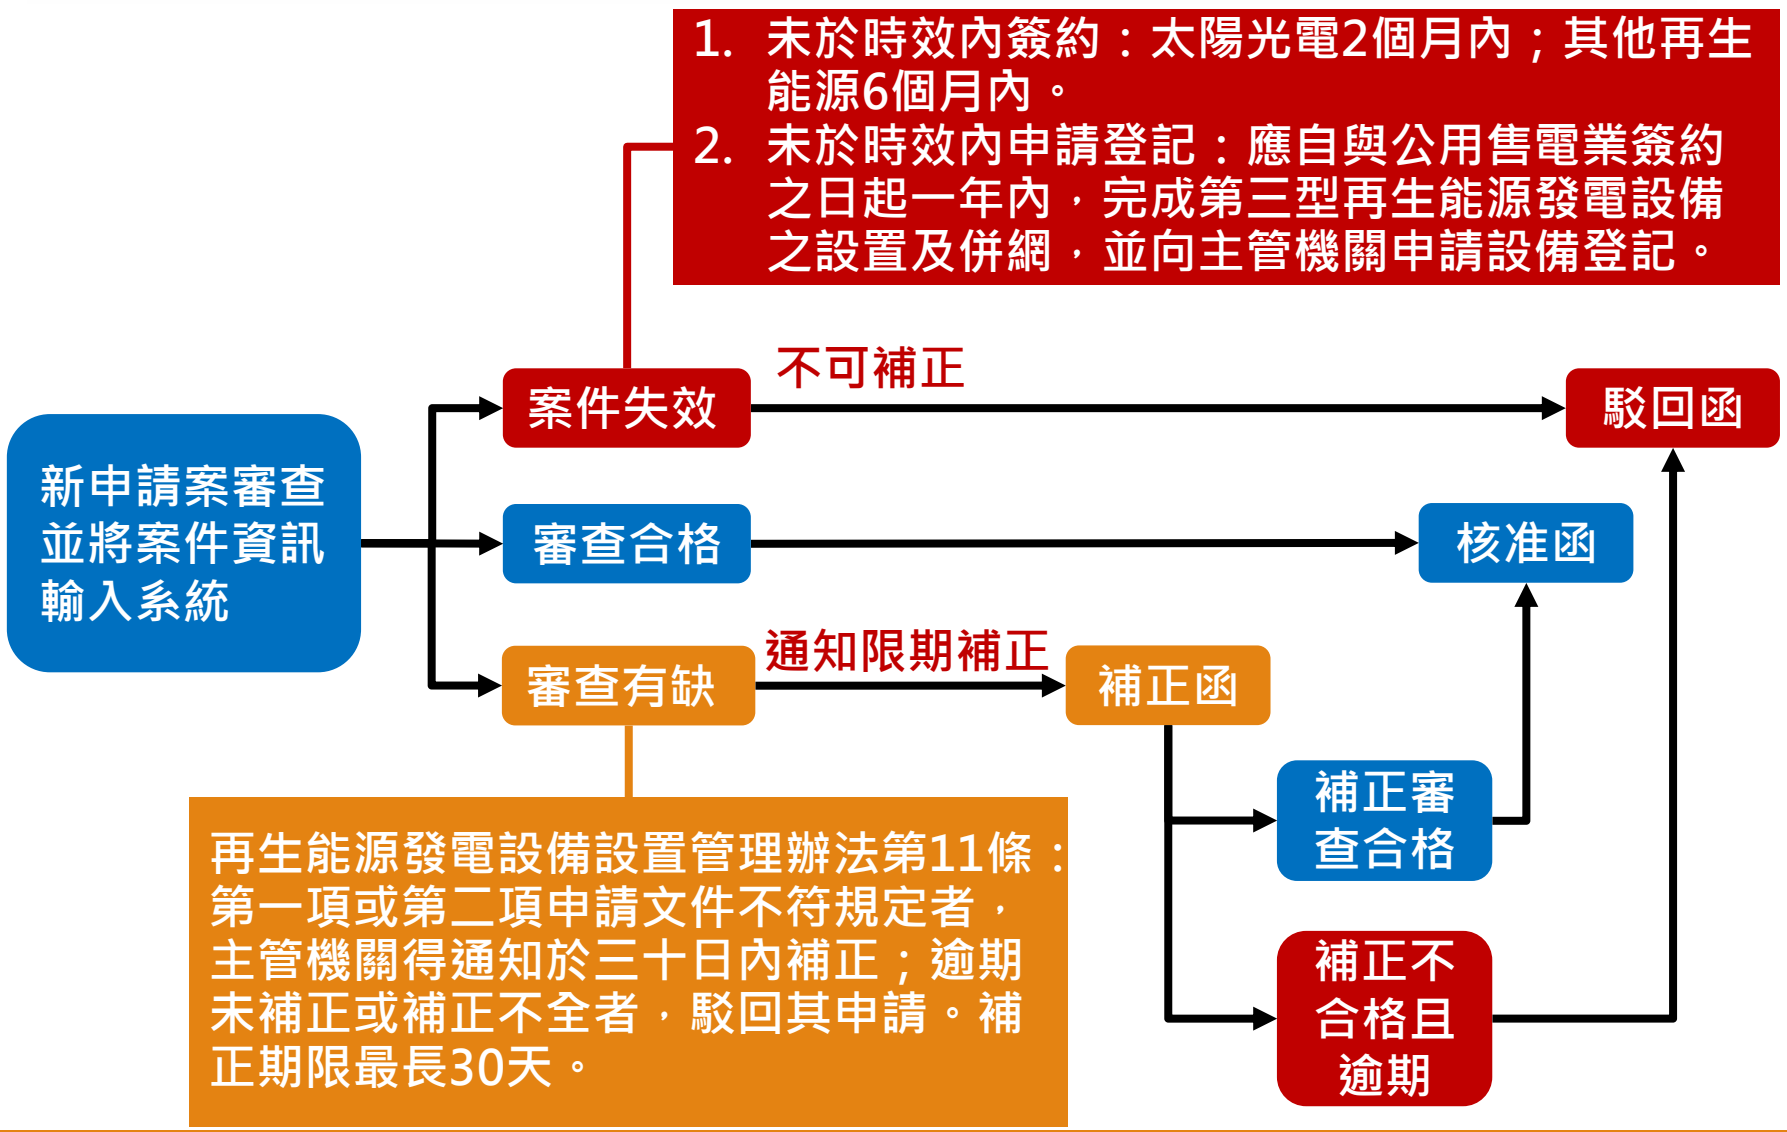 1. 未於時效內簽約：太陽光電2個月內；其他再生
能源6個月內。
2. 未於時效內申請登記：應自與公用售電業簽約
之日起一年內，完成第三型再生能源發電設備
之設置及併網，並向主管機關申請設備登記。
不可補正
案件失效
駁回函
新申請案審查
並將案件資訊
輸入系統
審查合格
核准函
通知限期補正
審查有缺
補正函
補正審
查合格
再生能源發電設備設置管理辦法第11條：
第一項或第二項申請文件不符規定者，
主管機關得通知於三十日內補正；逾期
未補正或補正不全者，駁回其申請。補
正期限最長30天。
補正不
合格且
逾期